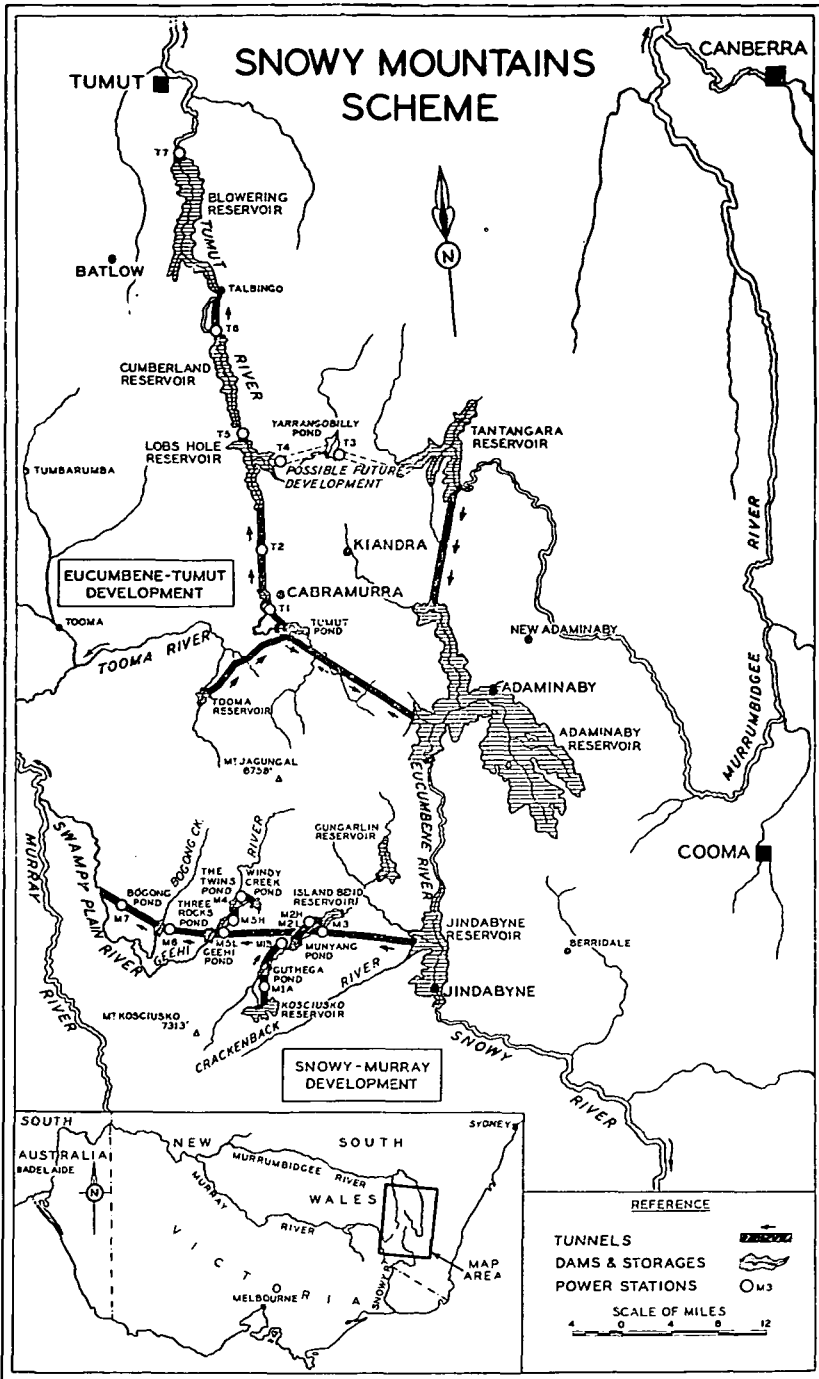 SNOWY MOUNTAINS
SCHEME
CANBERRA
TUMUT
T7
BLOWERING
RESERVOIR
TUMUT
RIVER
N
BATLOW
TALBINGO
T6
CUMBERLAND
RESERVOIR
T5
YARRANGOBILLY
POND
TANTANGARA
RESERVOIR
LOBS HOLE
RESERVOIR
T4
T3
POSSIBLE FUTURE
DEVELOPMENT
TUMBARUMBA
T2
KIANDRA
EUCUMBENE-TUMUT
DEVELOPMENT
CABRAMURRA
T1
TUMUT
POND
TOOMA
NEW ADAMINABY
TOOMA RIVER
MURRUMBIDGEE
RIVER
TOOMA
RESERVOIR
ADAMINABY
ADAMINABY
RESERVOIR
MT. JAGUNGAL
6758'
EUCUMBENE RIVER
GUNGARLIN
RESERVOIR
COOMA
MURRAY
RIVER
SWAMPY PLAIN
RIVER
BOGONG CK.
RIVER
GEEHI
BOGONG
POND
THE
TWINS
POND
WINDY
CREEK
POND
M4
ISLAND BEND
RESERVOIR
M7
THREE
ROCKS
POND
M5H
M2H
M2L
M3
JINDABYNE
RESERVOIR
M6
M5L
GEEHI
POND
M1B
MUNYANG
POND
BERRIDALE
GUTHEGA
POND
M1A
KOSCIUSKO
RESERVOIR
JINDABYNE
MT KOSCIUSKO
7313'
CRACKENBACK
RIVER
SNOWY
RIVER
SNOWY-MURRAY
DEVELOPMENT
SOUTH
AUSTRALIA
ADELAIDE
N
NEW
SOUTH
WALES
SYDNEY
MURRUMBIDGEE RIVER
MURRAY
RIVER
VICTORIA
MELBOURNE
SNOWY R.
MAP
AREA
REFERENCE
TUNNELS
DAMS & STORAGES
POWER STATIONS
M3
SCALE OF MILES
4 0 6 12